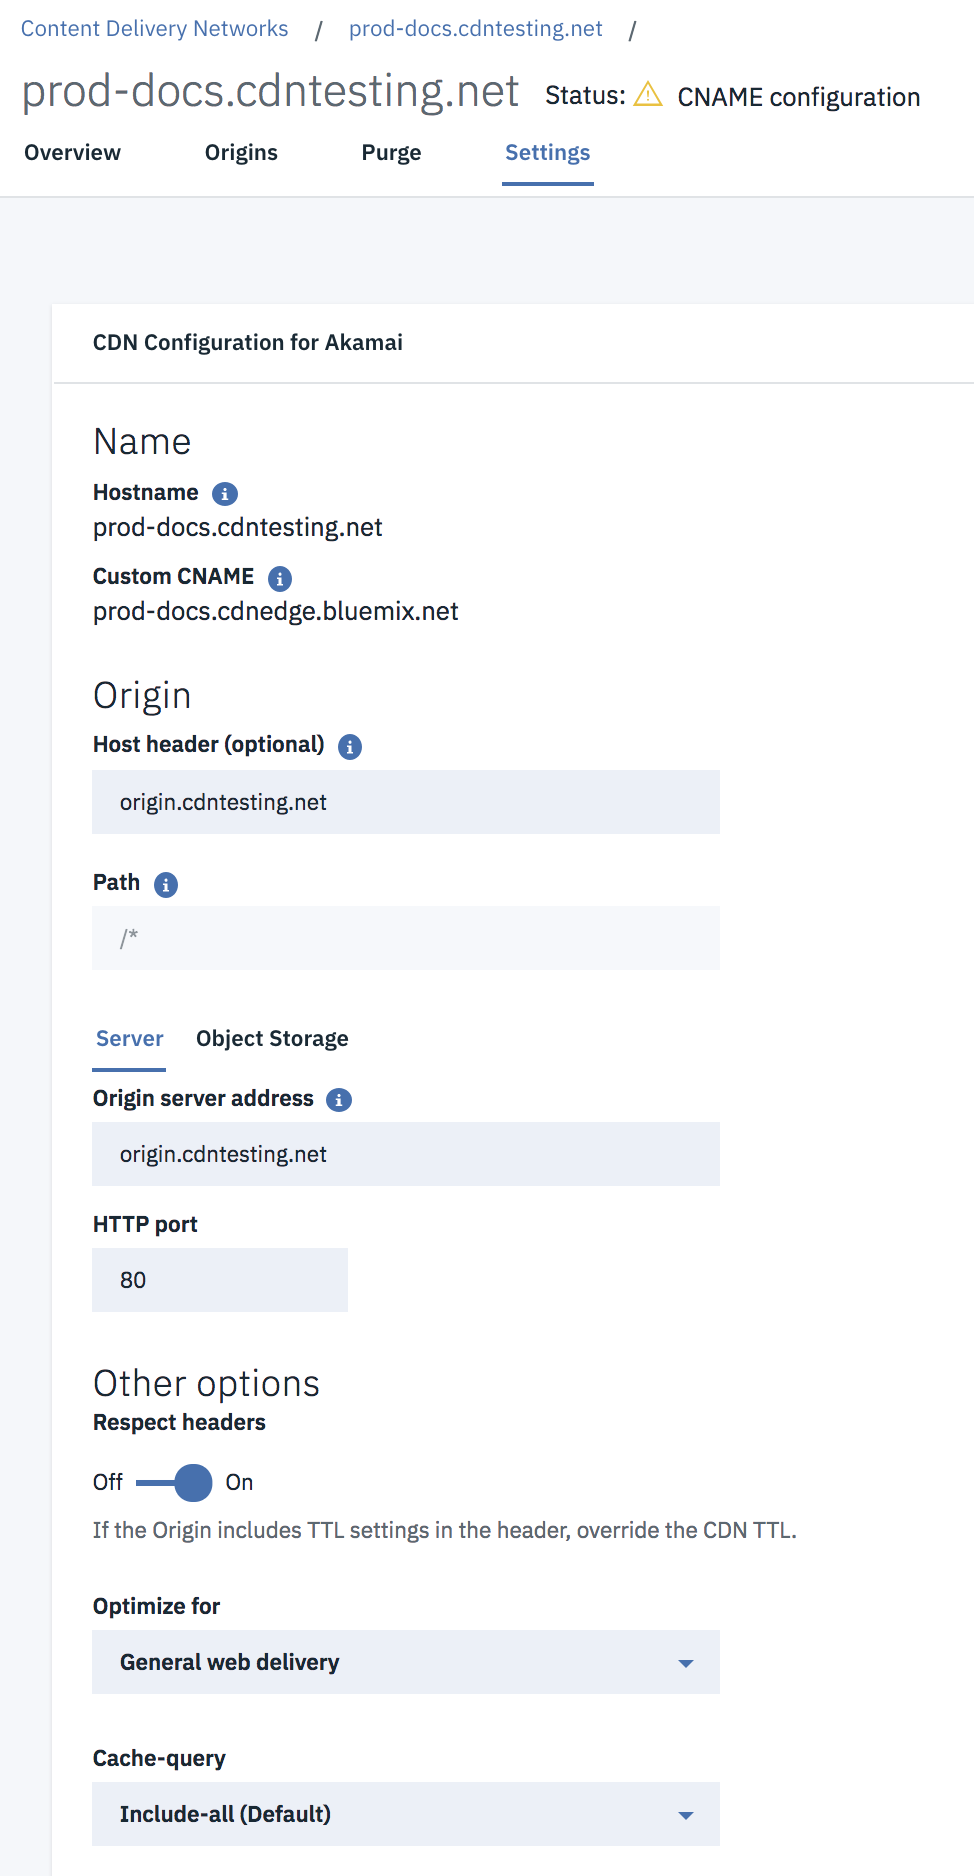 Content Delivery Networks / prod-docs.cdntesting.net /
prod-docs.cdntesting.net Status: CNAME configuration
Overview Origins Purge Settings
CDN Configuration for Akamai
Name
Hostname
prod-docs.cdntesting.net
Custom CNAME
prod-docs.cdnedge.bluemix.net
Origin
Host header (optional)
origin.cdntesting.net
Path
/*
Server Object Storage
Origin server address
origin.cdntesting.net
HTTP port
80
Other options
Respect headers
Off On
If the Origin includes TTL settings in the header, override the CDN TTL.
Optimize for
General web delivery
Cache-query
Include-all (Default)